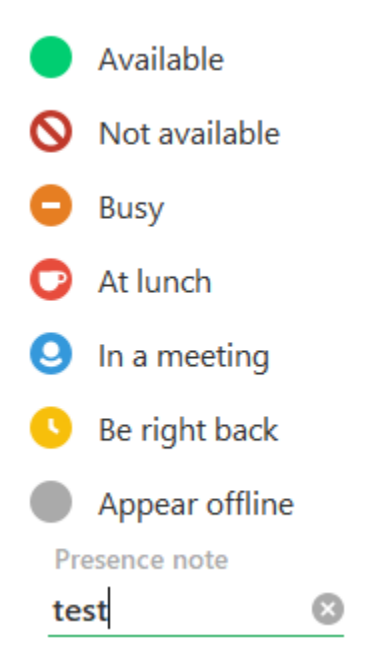 Available
Not available
Busy
At lunch
In a meeting
Be right back
Appear offline
Presence note
test